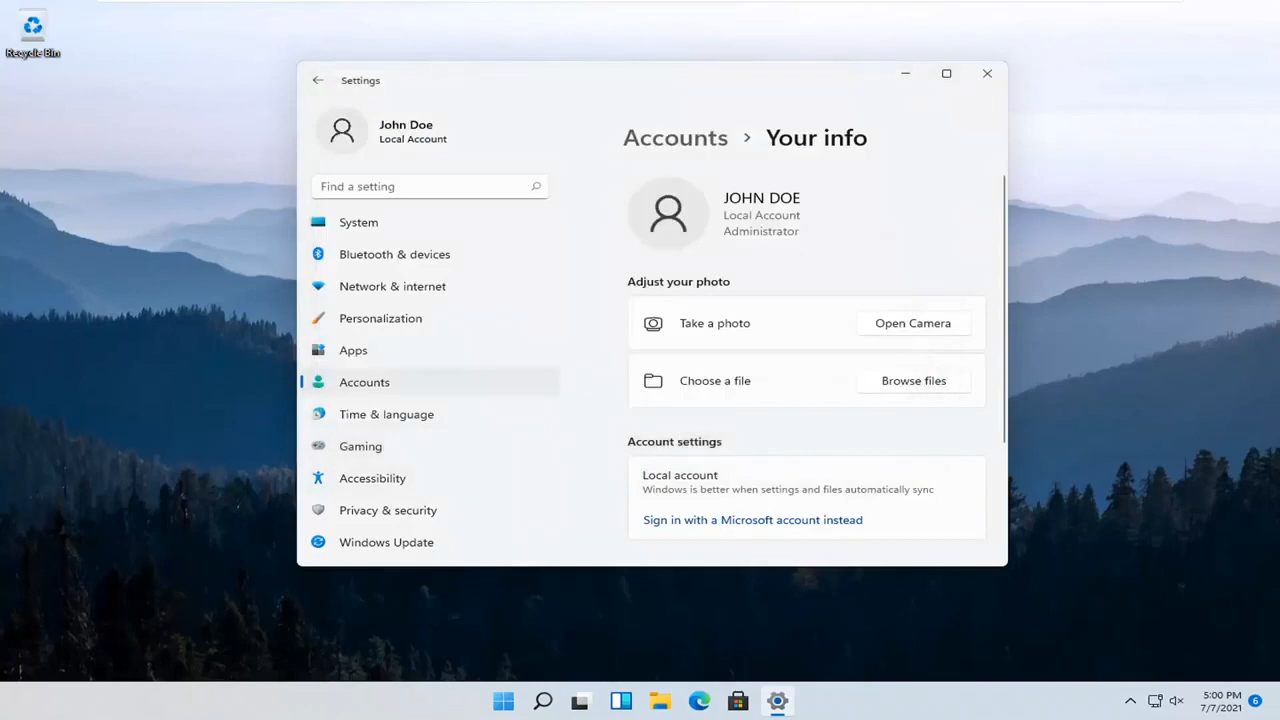 Recycle Bin
Settings
John Doe
Local Account
Find a setting
System
Bluetooth & devices
Network & internet
Personalization
Apps
Accounts
Time & language
Gaming
Accessibility
Privacy & security
Windows Update
Accounts › Your info
JOHN DOE
Local Account
Administrator
Adjust your photo
Take a photo
Open Camera
Choose a file
Browse files
Account settings
Local account
Windows is better when settings and files automatically sync
Sign in with a Microsoft account instead
5:00 PM
7/7/2021
6